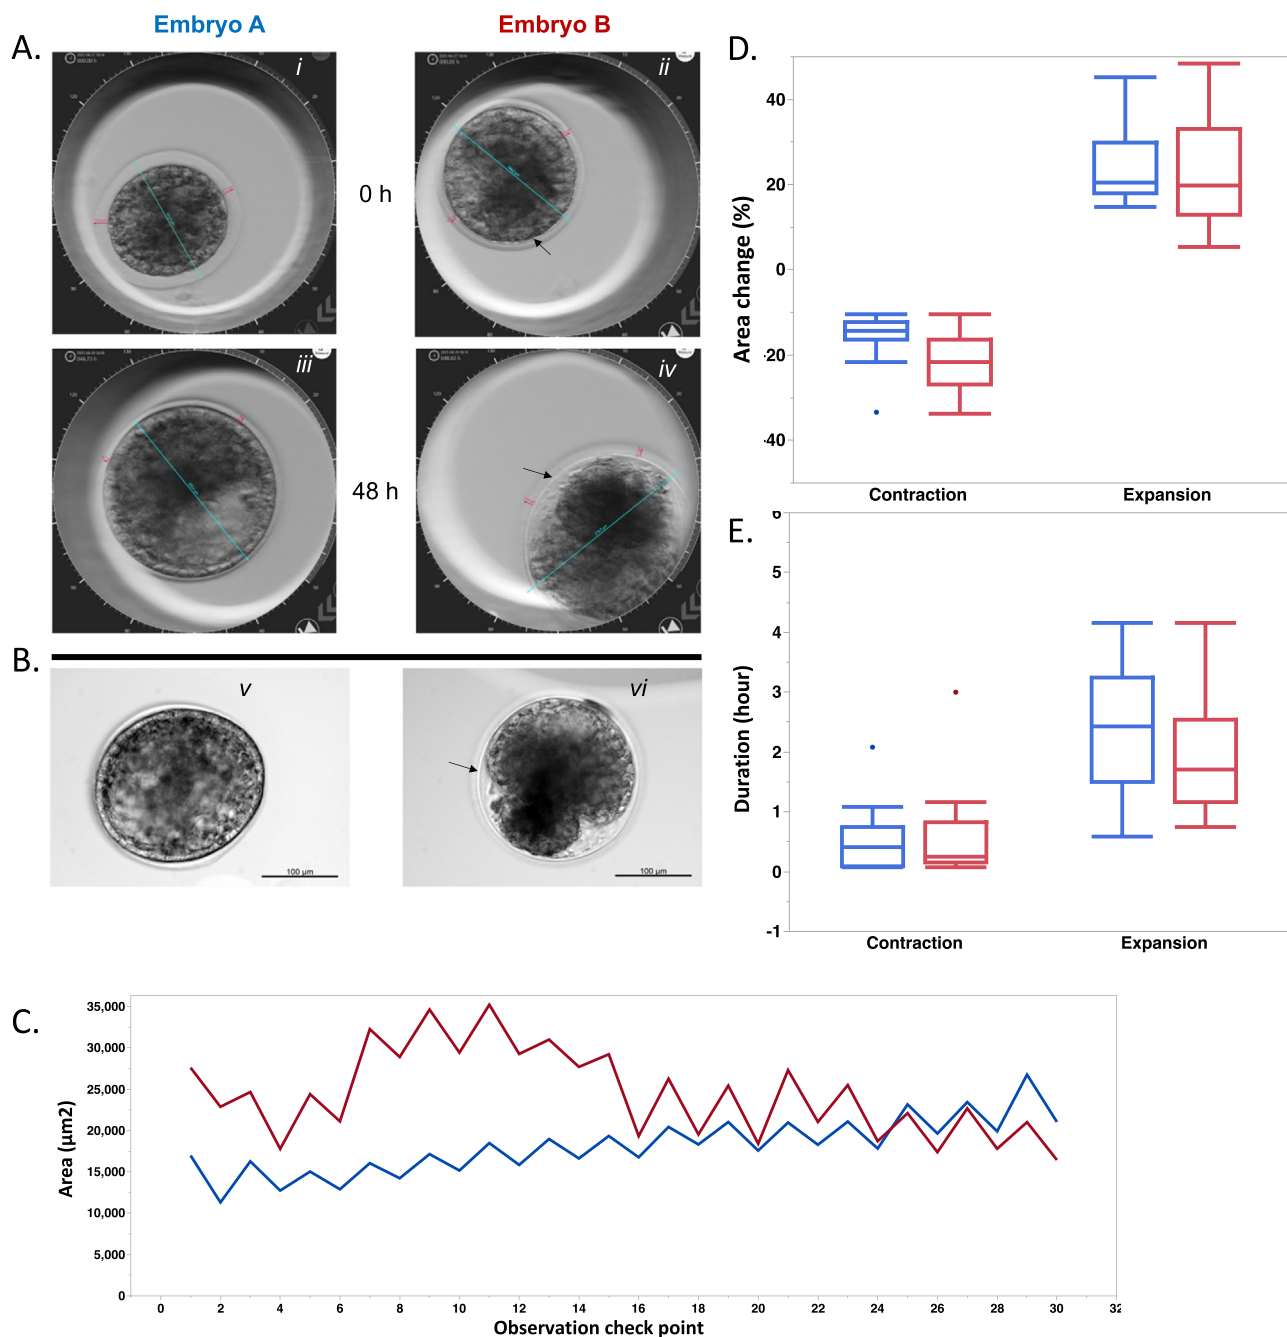 Embryo A
Embryo B
A.
i
ii
0 h
iii
iv
48 h
B.
v
100 µm
vi
100 µm
C.
Area (µm2)
35,000
30,000
25,000
20,000
15,000
10,000
5,000
0
0 2 4 6 8 10 12 14 16 18 20 22 24 26 28 30 32
Observation check point
D.
Area change (%)
40
20
0
-20
-40
Contraction
Expansion
E.
Duration (hour)
6
5
4
3
2
1
0
-1
Contraction
Expansion